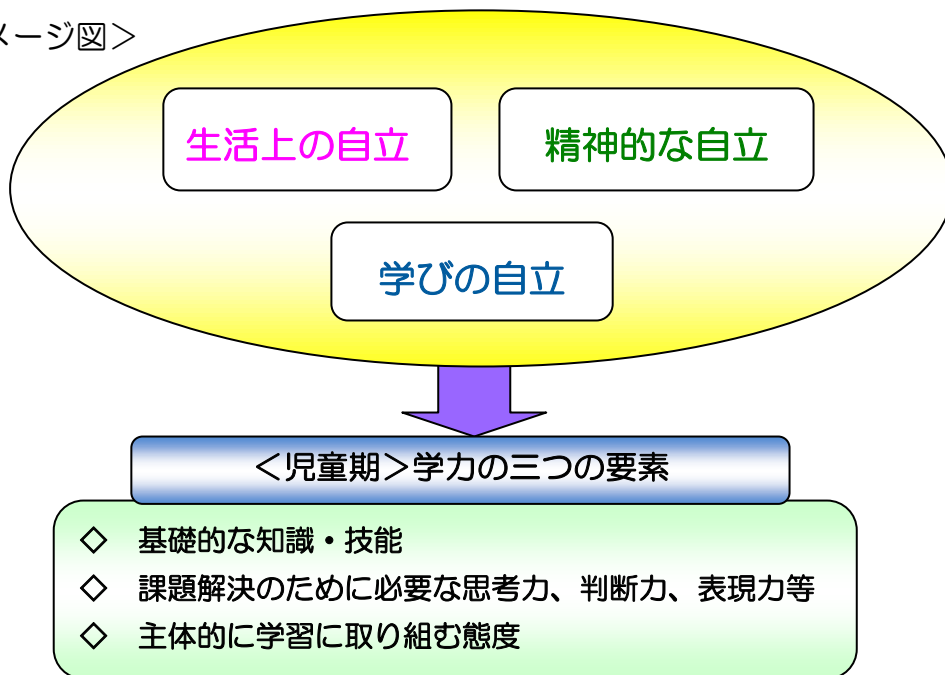 メージ図＞
生活上の自立
精神的な自立
学びの自立
＜児童期＞学力の三つの要素
◇ 基礎的な知識・技能
◇ 課題解決のために必要な思考力、判断力、表現力等
◇ 主体的に学習に取り組む態度